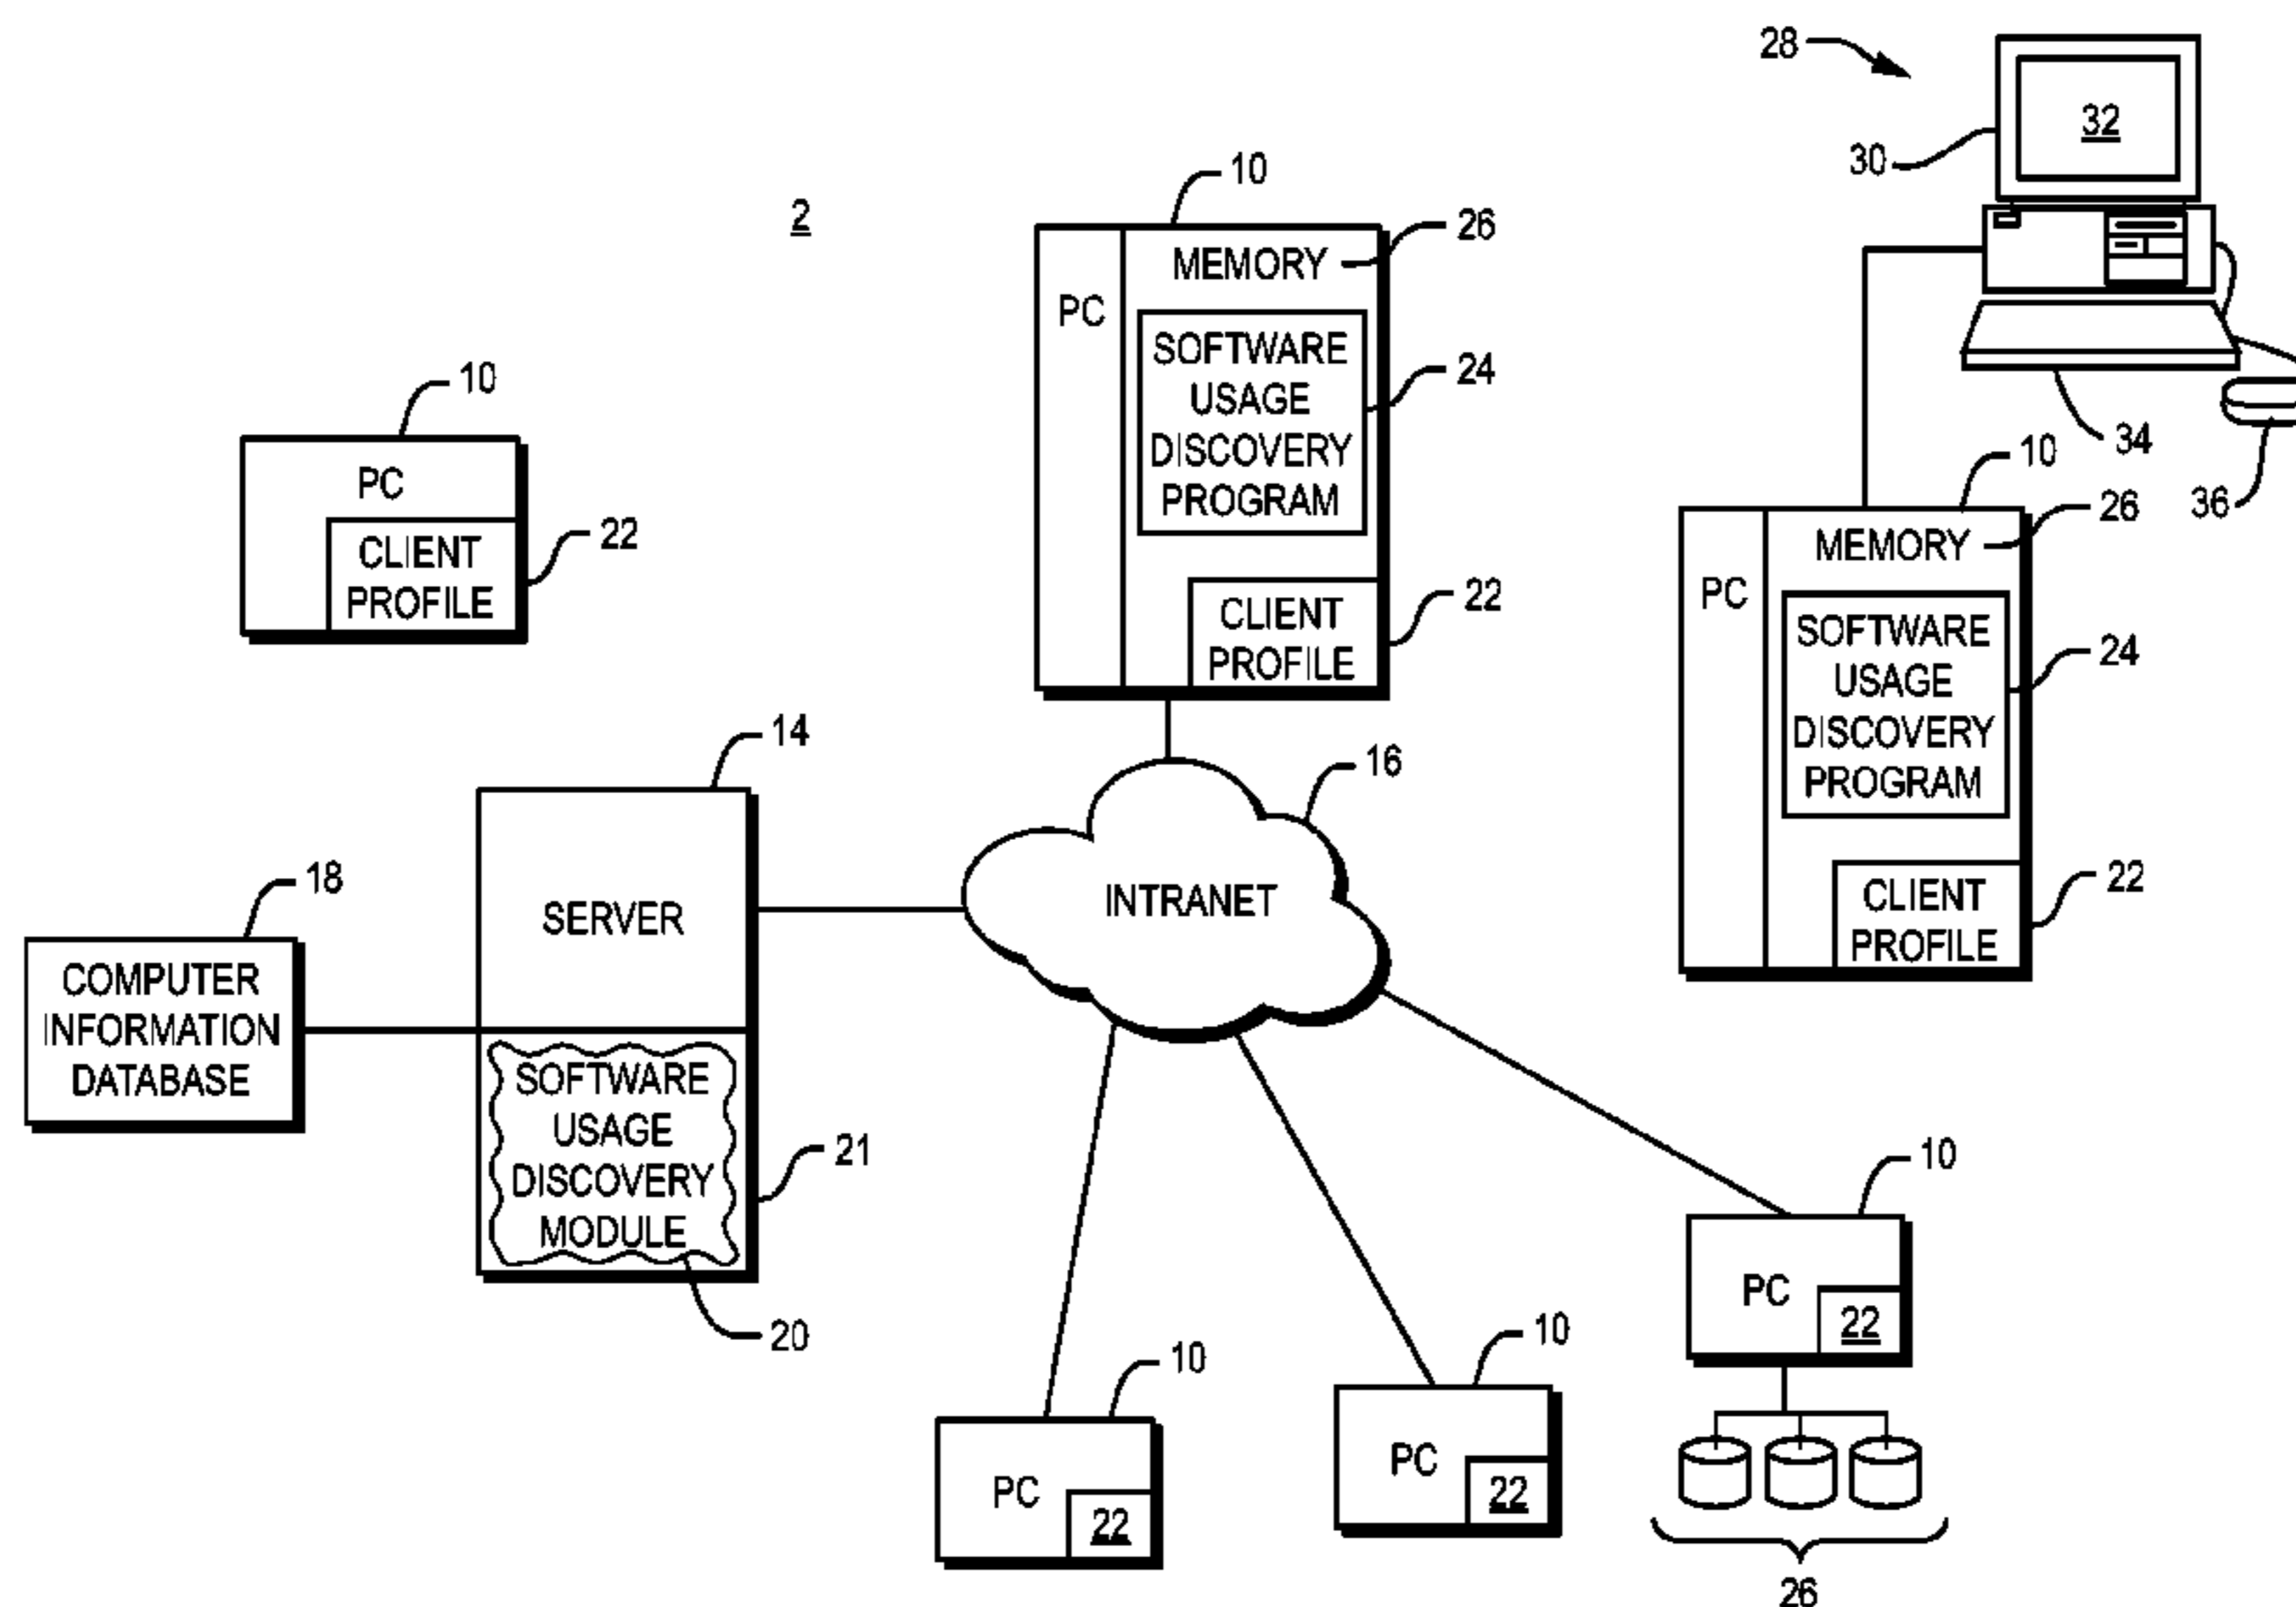 28
32
30
10
2
MEMORY
26
PC
SOFTWARE
USAGE
DISCOVERY
PROGRAM
24
CLIENT
PROFILE
22
34
36
10
PC
CLIENT
PROFILE
22
10
MEMORY
26
PC
SOFTWARE
USAGE
DISCOVERY
PROGRAM
24
CLIENT
PROFILE
22
14
16
INTRANET
18
SERVER
COMPUTER
INFORMATION
DATABASE
SOFTWARE
USAGE
DISCOVERY
MODULE
21
20
10
PC
22
10
PC
22
10
PC
22
26